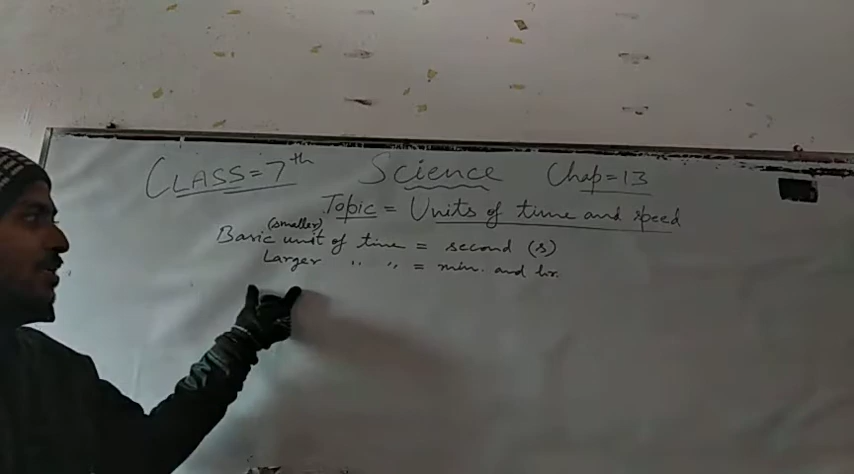 CLASS=7th Science Chap=13
Topic = Units of time and speed
(smaller)
Basic unit of time = second (s)
Larger " " = min. and hr.